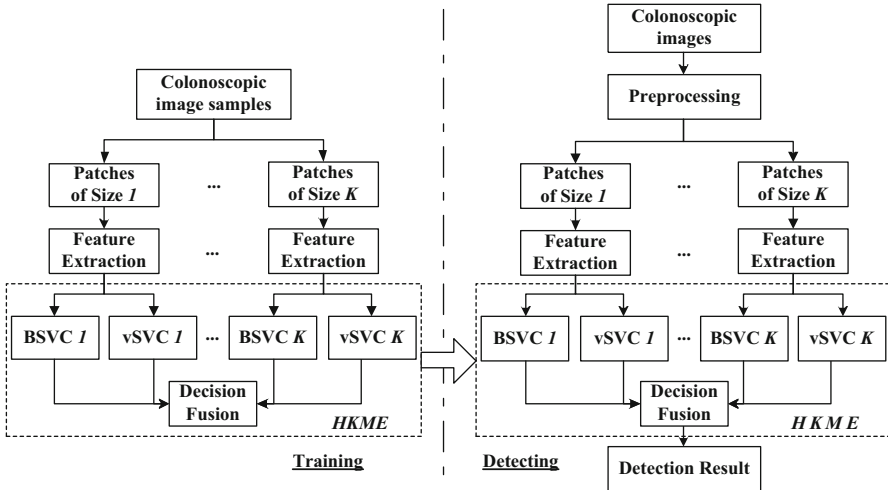 Colonoscopic
image samples
Patches
of Size 1
...
Patches
of Size K
Feature
Extraction
...
Feature
Extraction
BSVC 1
vSVC 1
...
BSVC K
vSVC K
Decision
Fusion
HKME
Training
Colonoscopic
images
Preprocessing
Patches
of Size 1
...
Patches
of Size K
Feature
Extraction
...
Feature
Extraction
BSVC 1
vSVC 1
...
BSVC K
vSVC K
Decision
Fusion
H K M E
Detecting
Detection Result